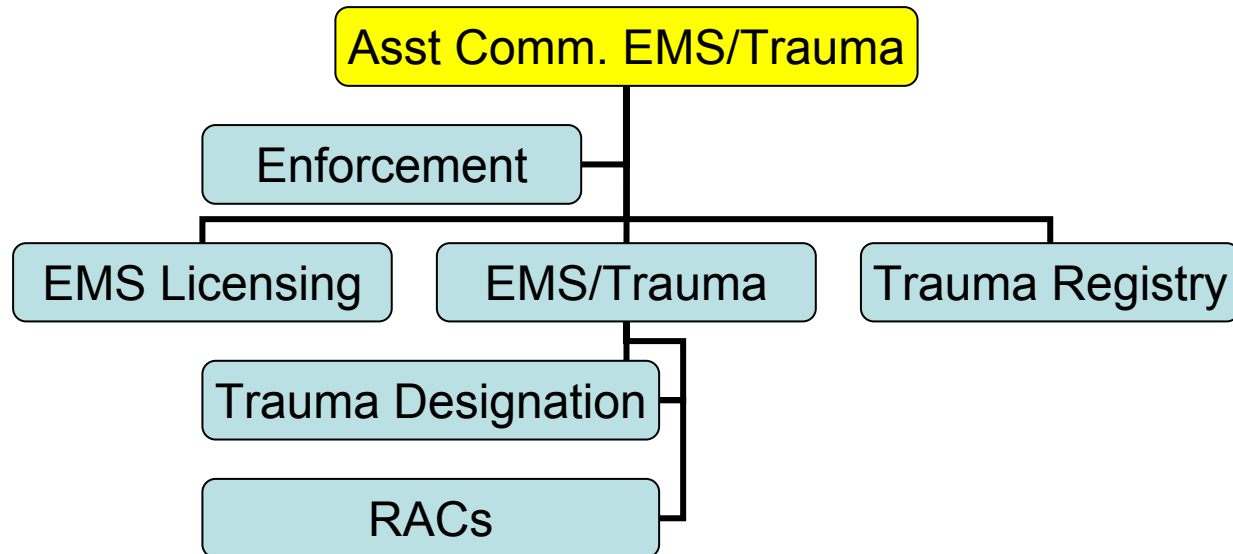 Asst Comm. EMS/Trauma
Enforcement
EMS Licensing
EMS/Trauma
Trauma Registry
Trauma Designation
RACs